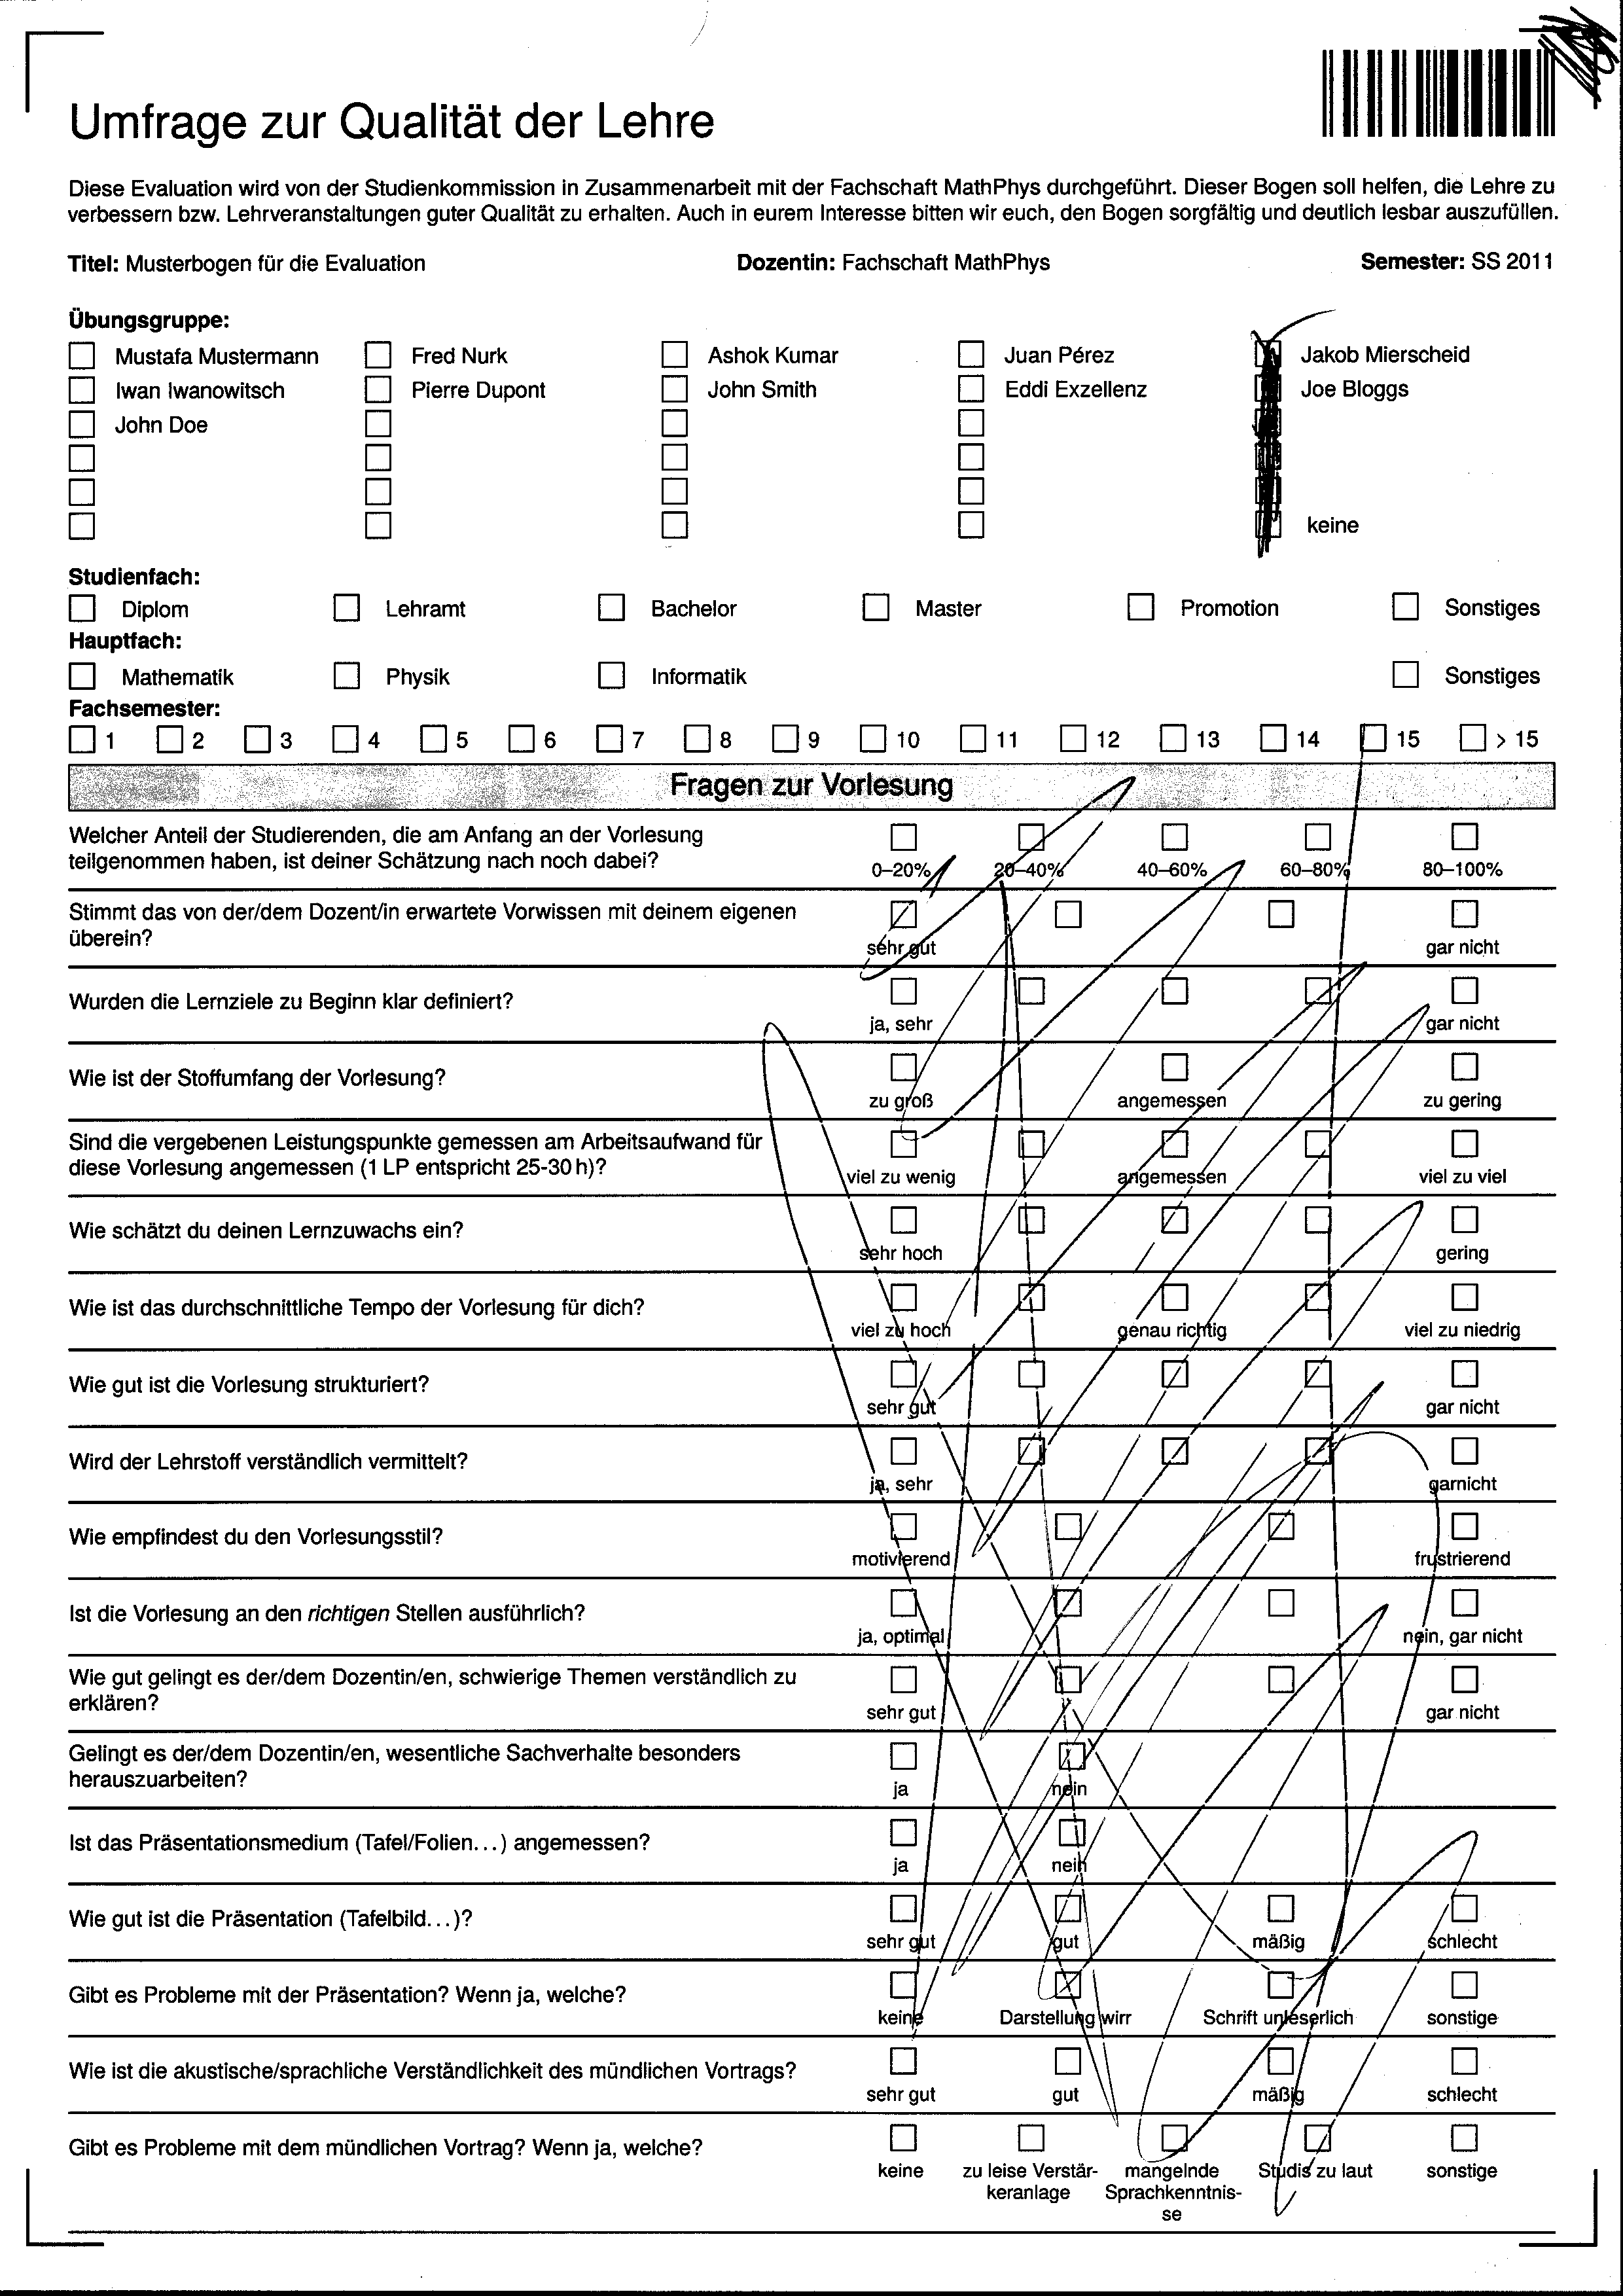 Umfrage zur Qualität der Lehre
Diese Evaluation wird von der Studienkommission in Zusammenarbeit mit der Fachschaft MathPhys durchgeführt. Dieser Bogen soll helfen, die Lehre zu
verbessern bzw. Lehrveranstaltungen guter Qualität zu erhalten. Auch in eurem Interesse bitten wir euch, den Bogen sorgfältig und deutlich lesbar auszufüllen.
Titel: Musterbogen für die Evaluation Dozentin: Fachschaft MathPhys Semester: SS 2011
Übungsgruppe:
Mustafa Mustermann Fred Nurk Ashok Kumar Juan Pérez Jakob Mierscheid
Iwan Iwanowitsch Pierre Dupont John Smith Eddi Exzellenz Joe Bloggs
John Doe
keine
Studienfach:
Diplom Lehramt Bachelor Master Promotion Sonstiges
Hauptfach:
Mathematik Physik Informatik Sonstiges
Fachsemester:
1 2 3 4 5 6 7 8 9 10 11 12 13 14 15 > 15
Fragen zur Vorlesung
Welcher Anteil der Studierenden, die am Anfang an der Vorlesung
teilgenommen haben, ist deiner Schätzung nach noch dabei?
0–20% 20–40% 40–60% 60–80% 80–100%
Stimmt das von der/dem Dozent/in erwartete Vorwissen mit deinem eigenen
überein?
sehr gut gar nicht
Wurden die Lernziele zu Beginn klar definiert?
ja, sehr gar nicht
Wie ist der Stoffumfang der Vorlesung?
zu groß angemessen zu gering
Sind die vergebenen Leistungspunkte gemessen am Arbeitsaufwand für
diese Vorlesung angemessen (1 LP entspricht 25-30 h)?
viel zu wenig angemessen viel zu viel
Wie schätzt du deinen Lernzuwachs ein?
sehr hoch gering
Wie ist das durchschnittliche Tempo der Vorlesung für dich?
viel zu hoch genau richtig viel zu niedrig
Wie gut ist die Vorlesung strukturiert?
sehr gut gar nicht
Wird der Lehrstoff verständlich vermittelt?
ja, sehr garnicht
Wie empfindest du den Vorlesungsstil?
motivierend frustrierend
Ist die Vorlesung an den richtigen Stellen ausführlich?
ja, optimal nein, gar nicht
Wie gut gelingt es der/dem Dozentin/en, schwierige Themen verständlich zu
erklären?
sehr gut gar nicht
Gelingt es der/dem Dozentin/en, wesentliche Sachverhalte besonders
herauszuarbeiten?
ja nein
Ist das Präsentationsmedium (Tafel/Folien...) angemessen?
ja nein
Wie gut ist die Präsentation (Tafelbild...)?
sehr gut gut mäßig schlecht
Gibt es Probleme mit der Präsentation? Wenn ja, welche?
keine Darstellung wirr Schrift unleserlich sonstige
Wie ist die akustische/sprachliche Verständlichkeit des mündlichen Vortrags?
sehr gut gut mäßig schlecht
Gibt es Probleme mit dem mündlichen Vortrag? Wenn ja, welche?
keine zu leise Verstär- mangelnde Studis zu laut sonstige
keranlage Sprachkenntnis-
se